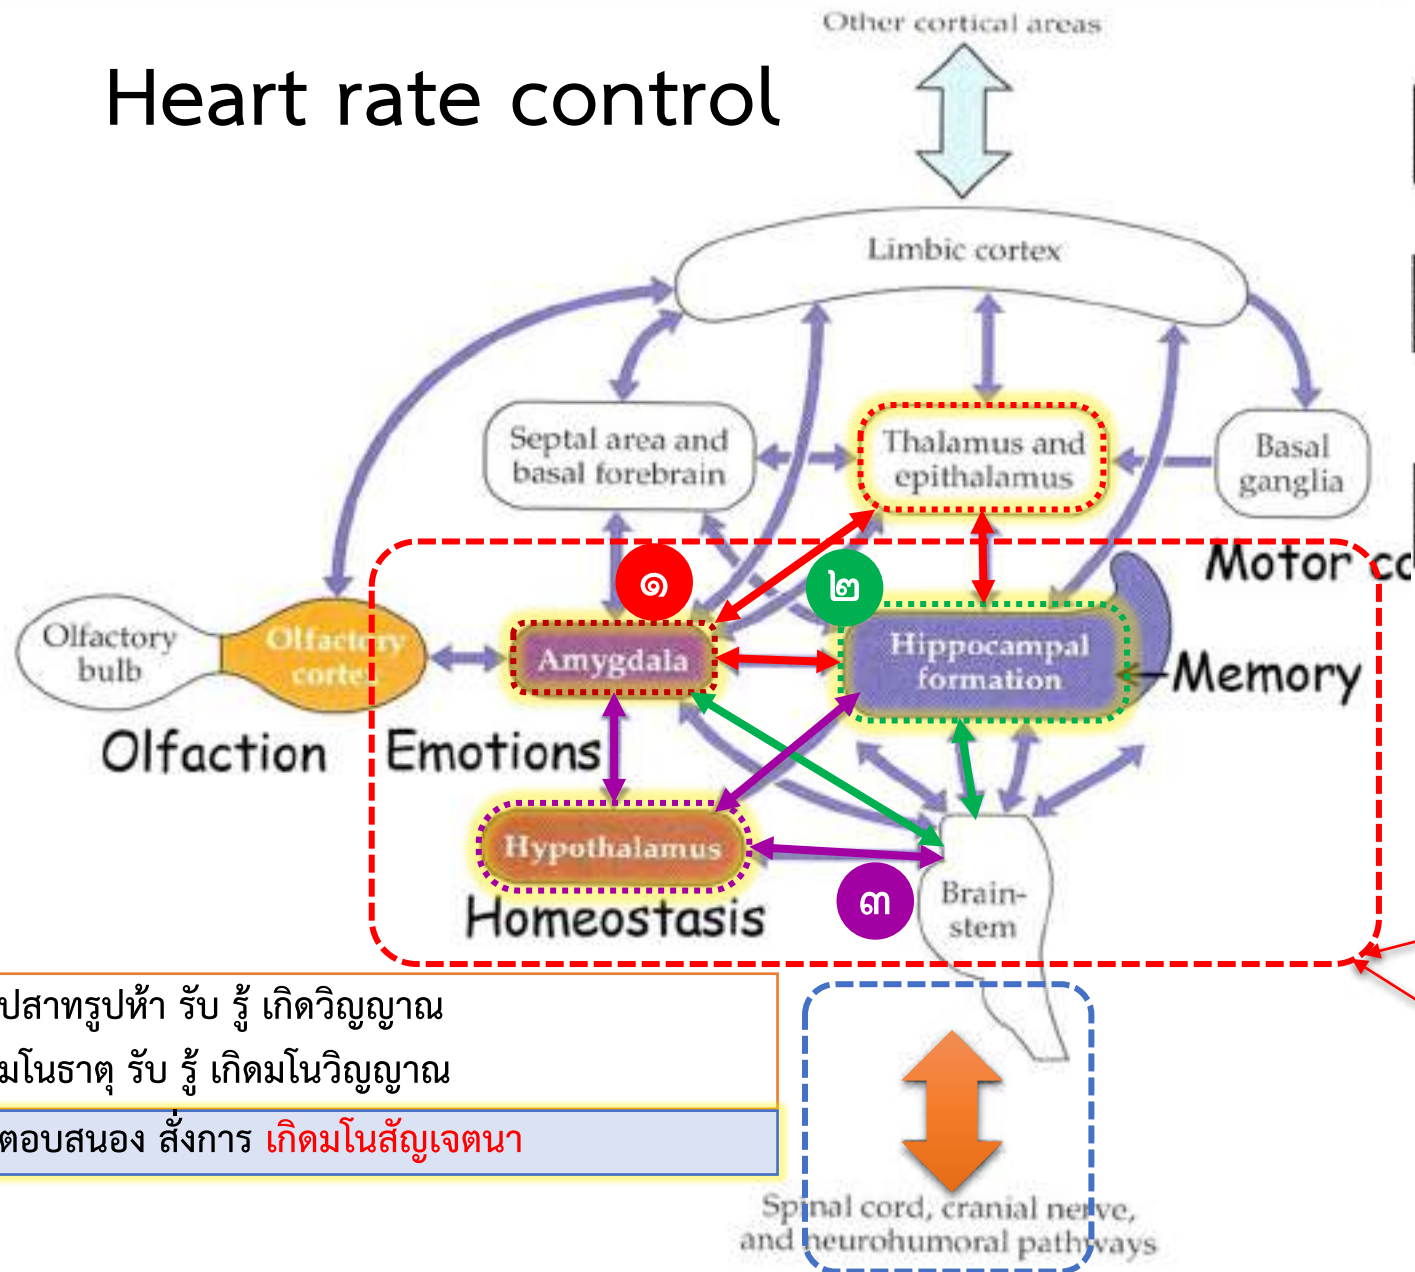 Other cortical areas
Heart rate control
Limbic cortex
Septal area and
basal forebrain
Thalamus and
epithalamus
Basal
ganglia
Motor co
๑
๒
Olfactory
bulb
Olfactory
cortex
Amygdala
Hippocampal
formation
Memory
Olfaction
Emotions
Hypothalamus
Homeostasis
๓
Brain-
stem
ปสาทรูปห้า รับ รู้ เกิดวิญญาณ
มโนธาตุ รับ รู้ เกิดมโนวิญญาณ
ตอบสนอง สั่งการ เกิดมโนสัญเจตนา
Spinal cord, cranial nerve,
and neurohumoral pathways